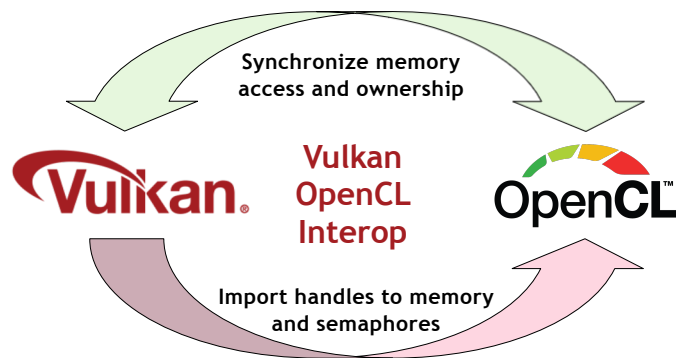 Synchronize memory
access and ownership
Vulkan®
Vulkan
OpenCL
Interop
OpenCL™
Import handles to memory
and semaphores